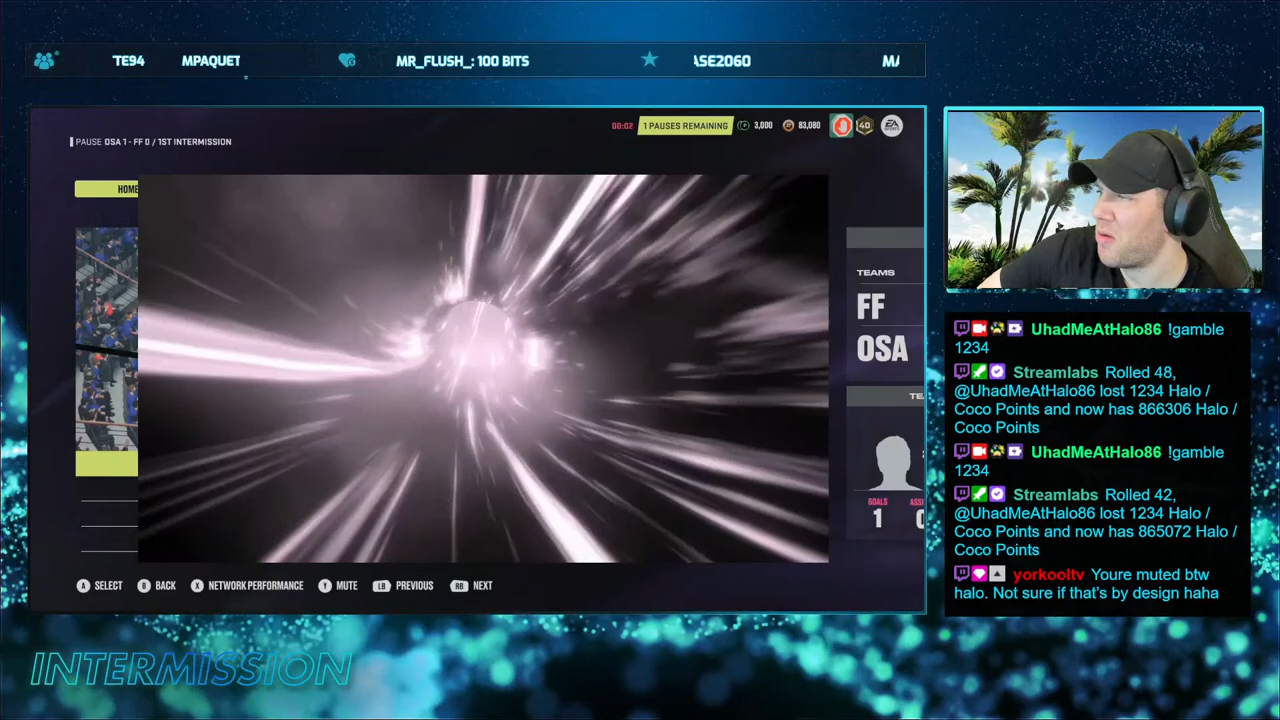 TE94 MPAQUET MR_FLUSH_: 100 BITS ASE2060
PAUSE OSA 1 - FF 0 / 1ST INTERMISSION
00:02 1 PAUSES REMAINING 3,000 83,080 40 EA SPORTS
HOME
TEAMS
FF
OSA
GOALS
1
SELECT BACK NETWORK PERFORMANCE MUTE PREVIOUS NEXT
A B X Y LB RB
INTERMISSION
UhadMeAtHalo86 !gamble
1234
Streamlabs Rolled 48,
@UhadMeAtHalo86 lost 1234 Halo /
Coco Points and now has 866306 Halo /
Coco Points
UhadMeAtHalo86 !gamble
1234
Streamlabs Rolled 42,
@UhadMeAtHalo86 lost 1234 Halo /
Coco Points and now has 865072 Halo /
Coco Points
yorkooltv Youre muted btw
halo. Not sure if that's by design haha